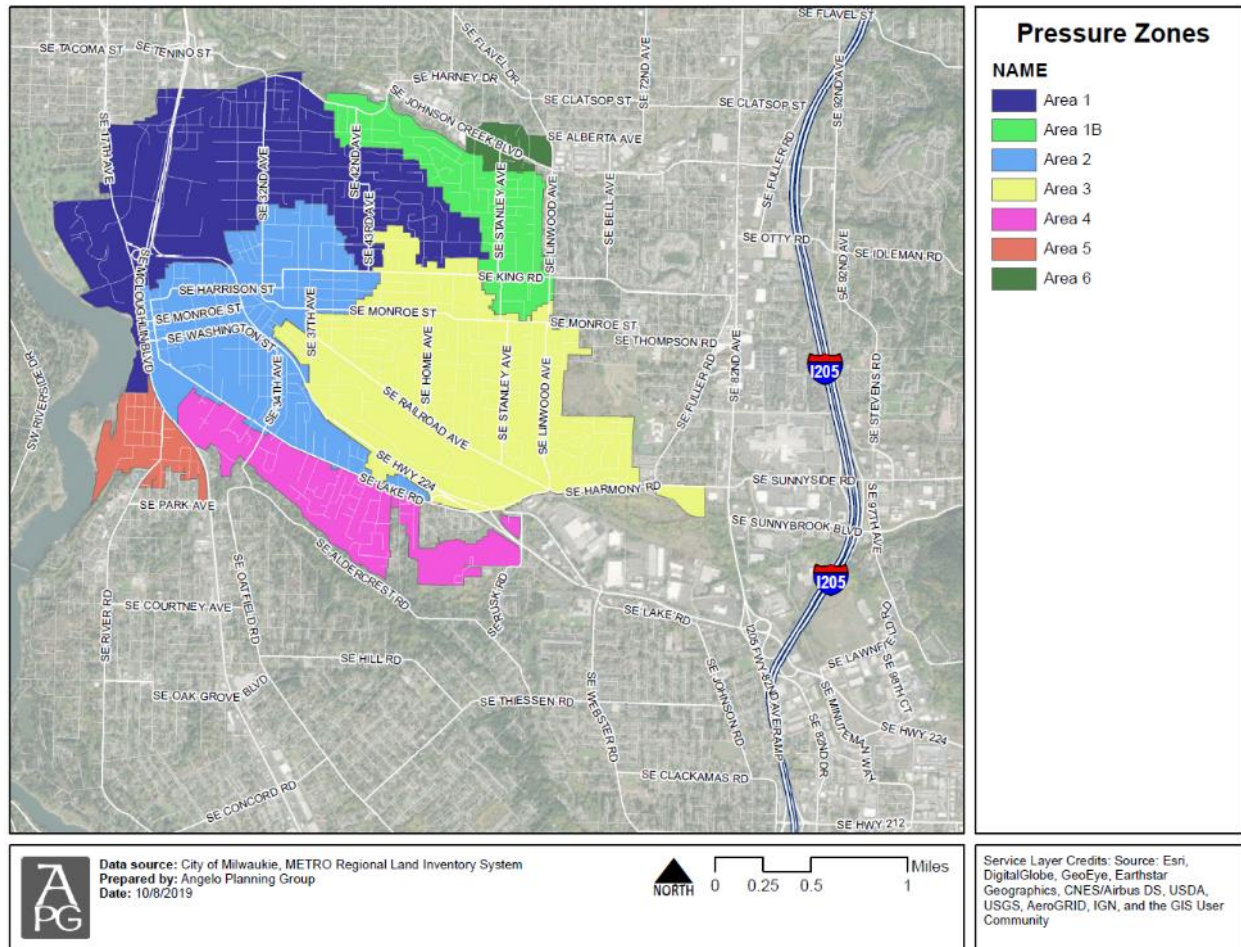 SE FLAVEL ST
SE TACOMA ST
SE TENINO ST
SE FLAVEL DR
SE HARNEY DR
SE 72ND AVE
SE 92ND AVE
SE CLATSOP ST
SE CLATSOP ST
SE JOHNSON CREEK BLVD
SE ALBERTA AVE
SE 17TH AVE
SE 32ND AVE
SE 42ND AVE
SE FULLER RD
SE STANLEY AVE
SE LINWOOD AVE
SE BELL AVE
SE 43RD AVE
SE OTTY RD
SE 92ND AVE
SE IDLEMAN RD
SE MCLOUGHLIN BLVD
SE KING RD
SE HARRISON ST
SE MONROE ST
SE WASHINGTON ST
SE 37TH AVE
SE MONROE ST
SE MONROE ST
SE THOMPSON RD
SW RIVERSIDE DR
SE 34TH AVE
SE HOME AVE
SE STANLEY AVE
SE LINWOOD AVE
SE FULLER RD
SE 82ND AVE
I205
SE STEVENS RD
SE RAILROAD AVE
SE HWY 224
SE LAKE RD
SE HARMONY RD
SE SUNNYSIDE RD
SE PARK AVE
SE SUNNYBROOK BLVD
SE 97TH AVE
SE ALDERCREST RD
SE RUSK RD
I205
SE COURTNEY AVE
SE RIVER RD
SE OATFIELD RD
SE LAKE RD
SE HILL RD
SE LAWNFIELD RD
SE 98TH CT
SE OAK GROVE BLVD
SE THIESSEN RD
SE WEBSTER RD
SE JOHNSON RD
I205 FWY 82ND AVE RAMP
SE MINUTEMAN WAY
SE 82ND DR
SE HWY 224
SE CONCORD RD
SE CLACKAMAS RD
SE HWY 212
Pressure Zones
NAME
Area 1
Area 1B
Area 2
Area 3
Area 4
Area 5
Area 6
APG
Data source: City of Milwaukie, METRO Regional Land Inventory System
Prepared by: Angelo Planning Group
Date: 10/8/2019
NORTH
0 0.25 0.5 1 Miles
Service Layer Credits: Source: Esri,
DigitalGlobe, GeoEye, Earthstar
Geographics, CNES/Airbus DS, USDA,
USGS, AeroGRID, IGN, and the GIS User
Community